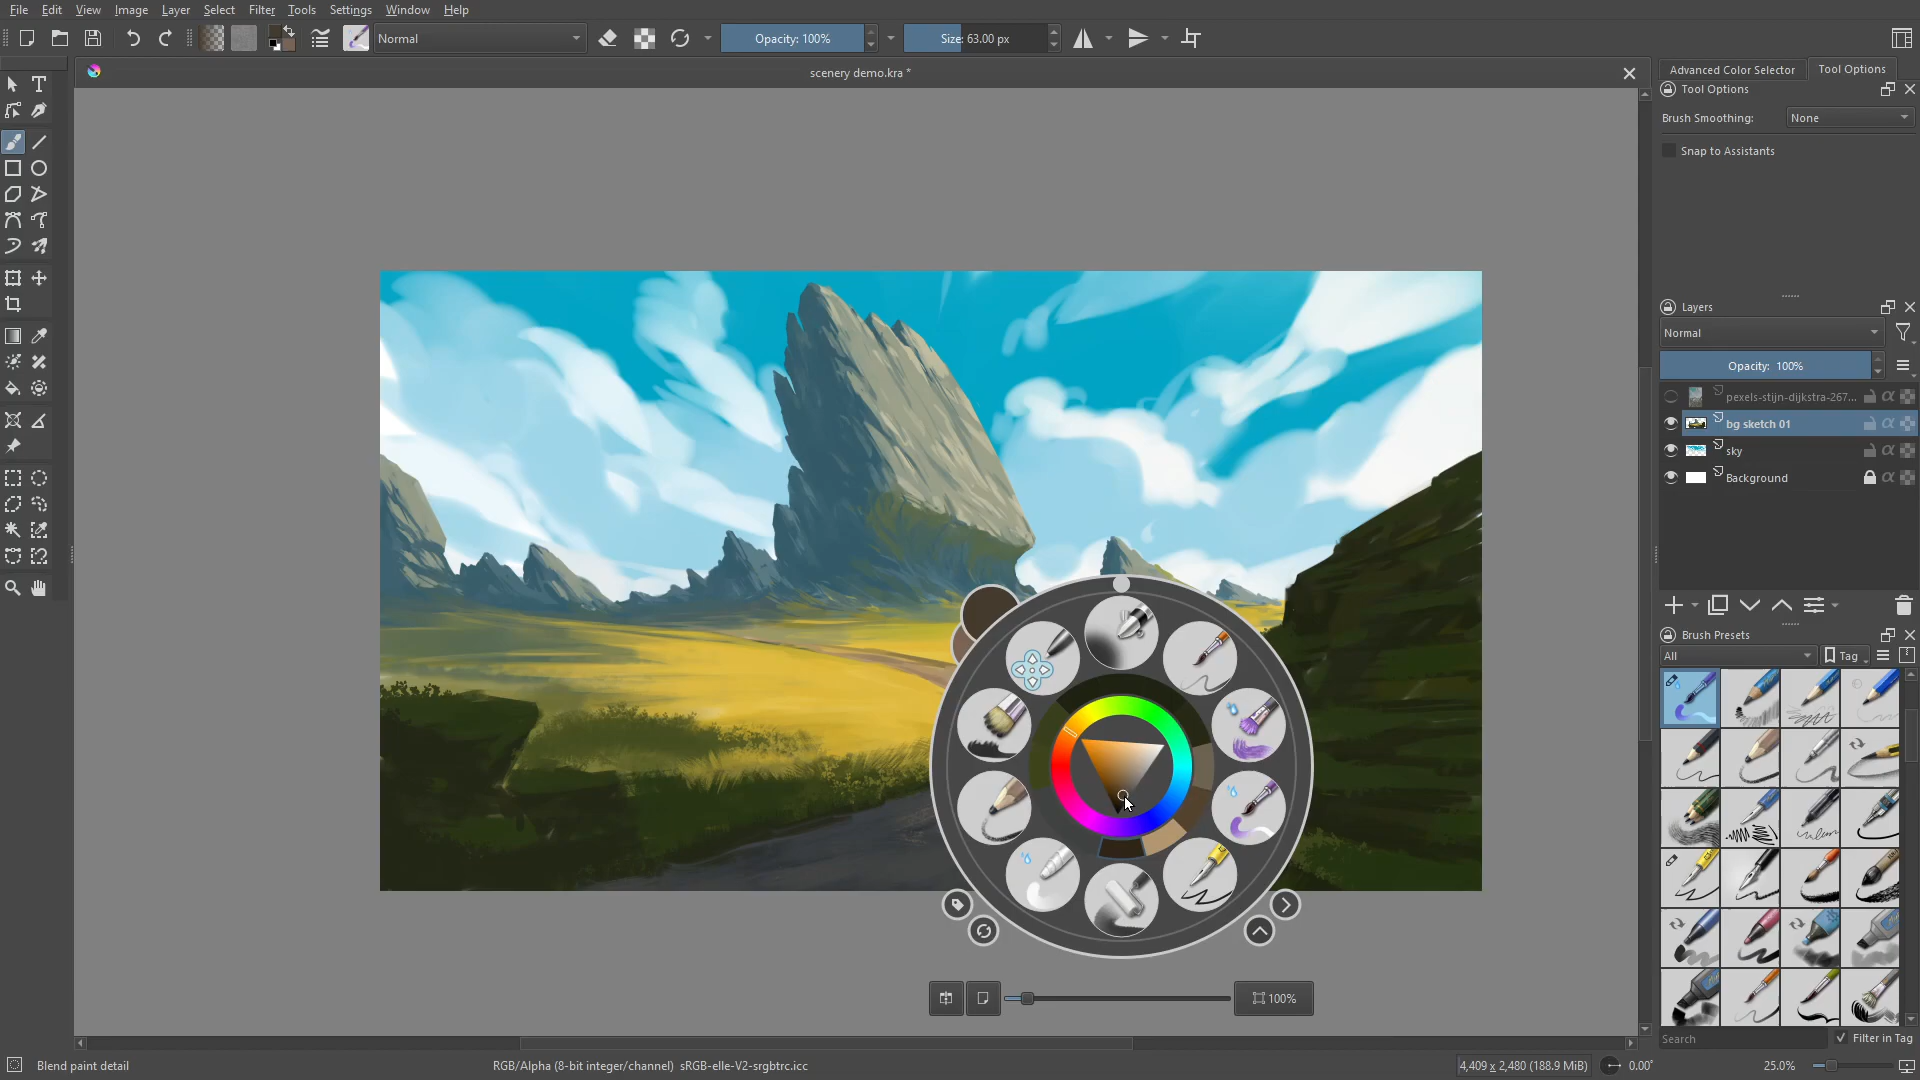 File Edit View Image Layer Select Filter Tools Settings Window Help
Normal
Opacity: 100%
Size: 63.00 px
scenery demo.kra *
Advanced Color Selector
Tool Options
Tool Options
Brush Smoothing: None
Snap to Assistants
Layers
Normal
Opacity: 100%
pexels-stijn-dijkstra-267...
bg sketch 01
sky
Background
Brush Presets
All
Tag
100%
Search
Filter in Tag
Blend paint detail
RGB/Alpha (8-bit integer/channel) sRGB-elle-V2-srgbtrc.icc
4,409 x 2,480 (188.9 MiB)
0.00°
25.0%